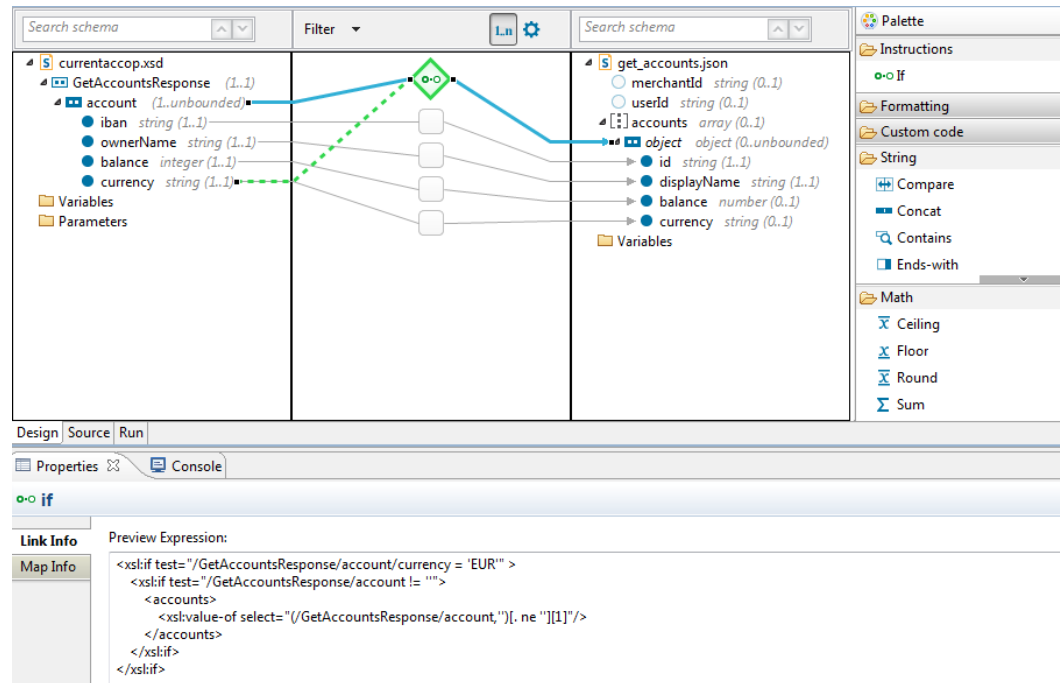 Search schema
Filter
1..n
Search schema
Palette
currentaccop.xsd
GetAccountsResponse (1..1)
account (1..unbounded)
iban string (1..1)
ownerName string (1..1)
balance integer (1..1)
currency string (1..1)
Variables
Parameters
get_accounts.json
merchantId string (0..1)
userId string (0..1)
accounts array (0..1)
object object (0..unbounded)
id string (1..1)
displayName string (1..1)
balance number (0..1)
currency string (0..1)
Variables
Instructions
If
Formatting
Custom code
String
Compare
Concat
Contains
Ends-with
Math
Ceiling
Floor
Round
Sum
Design Source Run
Properties Console
if
Link Info
Map Info
Preview Expression:
<xsl:if test="/GetAccountsResponse/account/currency = 'EUR'" >
<xsl:if test="/GetAccountsResponse/account != ''">
<accounts>
<xsl:value-of select="(/GetAccountsResponse/account,'')[. ne ''][1]"/>
</accounts>
</xsl:if>
</xsl:if>